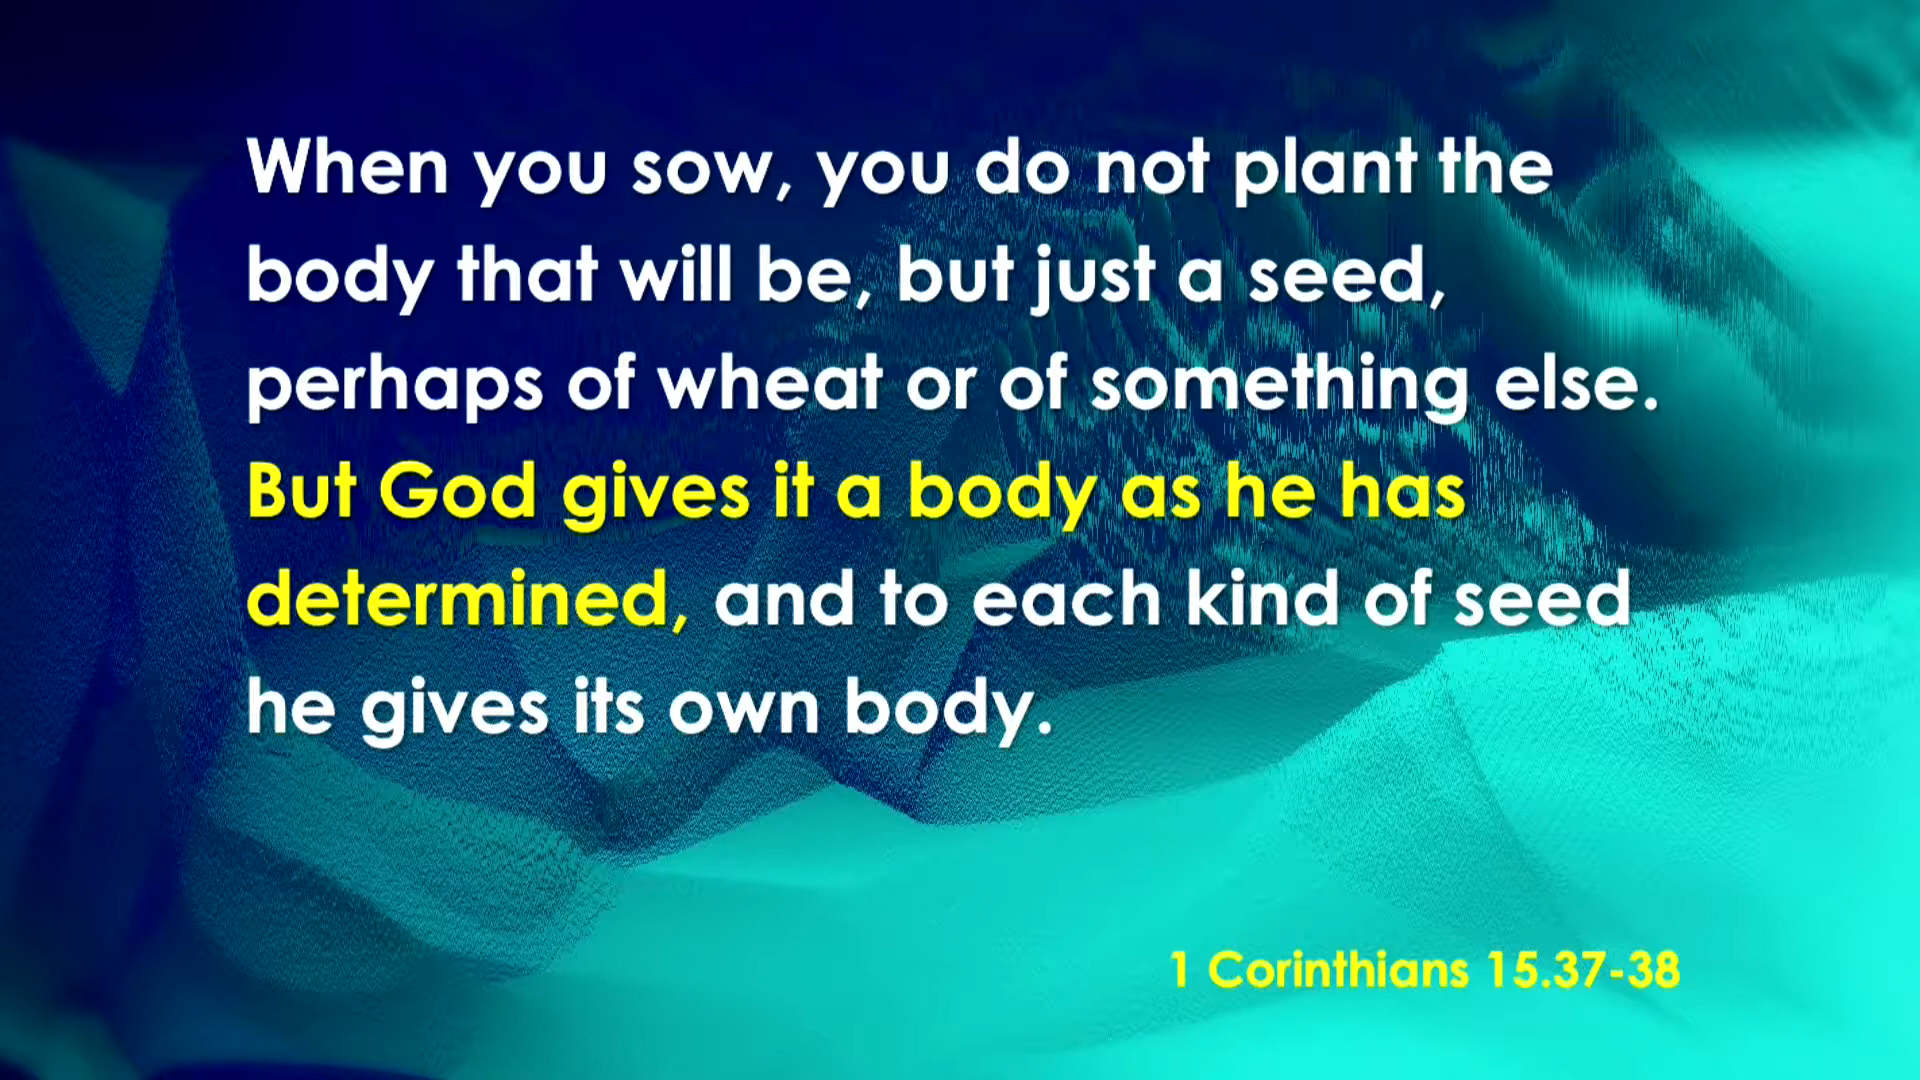 When you sow, you do not plant the
body that will be, but just a seed,
perhaps of wheat or of something else.
But God gives it a body as he has
determined, and to each kind of seed
he gives its own body.
1 Corinthians 15.37-38